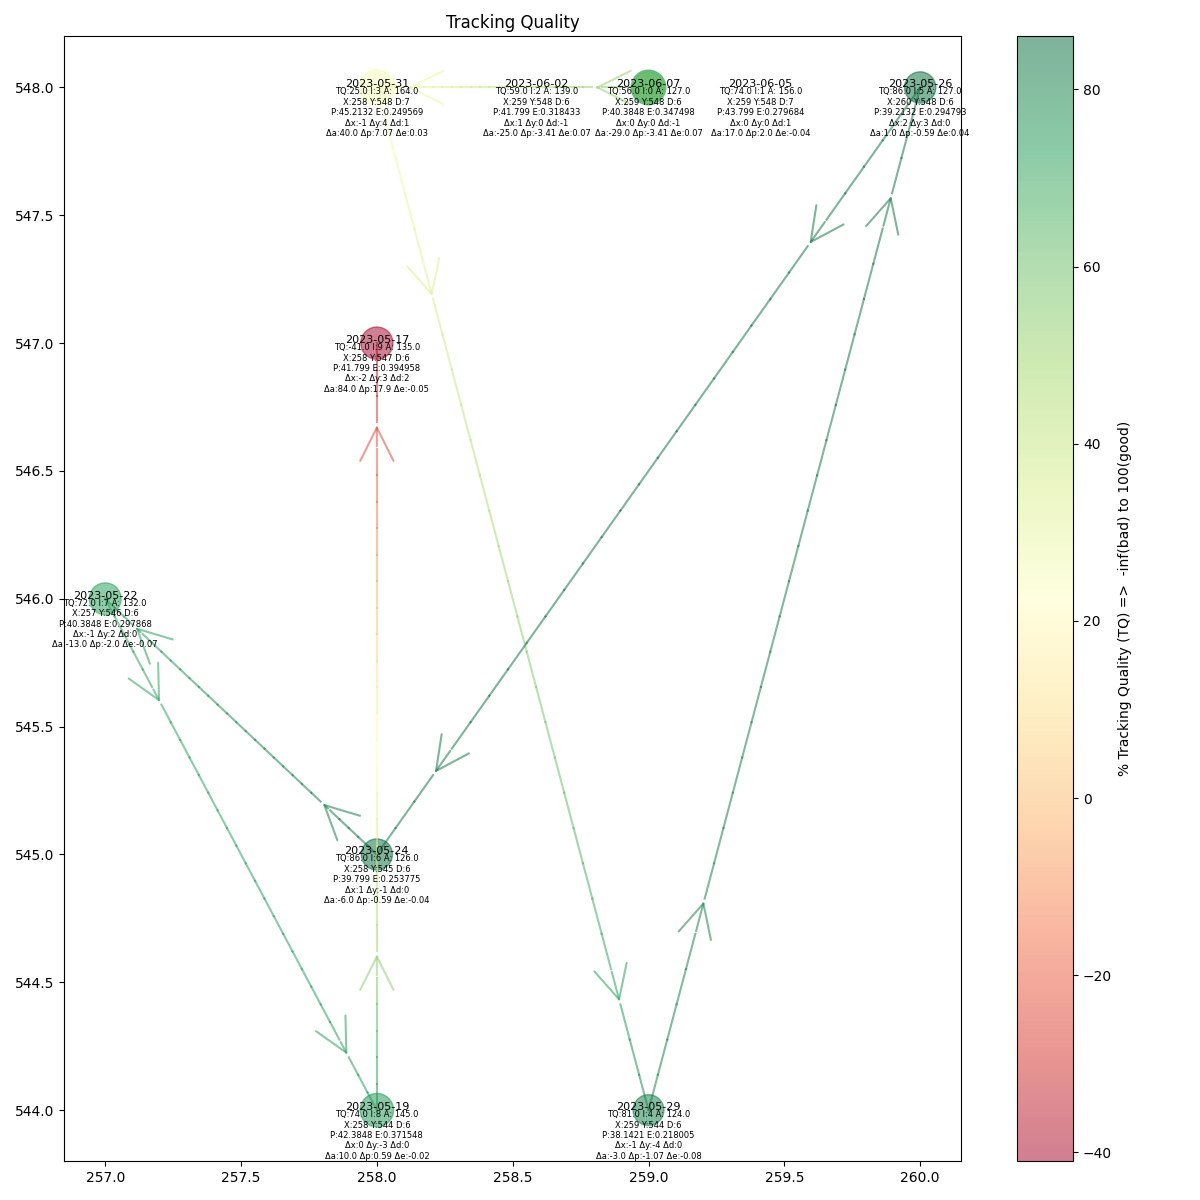 Tracking Quality
548.0
547.5
547.0
546.5
546.0
545.5
545.0
544.5
544.0
2023-05-31
TQ:25.0 I:3 A: 164.0
X:258 Y:548 D:7
P:45.2132 E:0.249569
Δx:-1 Δy:4 Δd:1
Δa:40.0 Δp:7.07 Δe:0.03
2023-06-02
TQ:59.0 I:2 A: 139.0
X:259 Y:548 D:6
P:41.799 E:0.318433
Δx:1 Δy:0 Δd:-1
Δa:-25.0 Δp:-3.41 Δe:0.07
2023-06-07
TQ:56.0 I:0 A: 127.0
X:259 Y:548 D:6
P:40.3848 E:0.347498
Δx:0 Δy:0 Δd:-1
Δa:-29.0 Δp:-3.41 Δe:0.07
2023-06-05
TQ:74.0 I:1 A: 156.0
X:259 Y:548 D:7
P:43.799 E:0.279684
Δx:0 Δy:0 Δd:1
Δa:17.0 Δp:2.0 Δe:-0.04
2023-05-26
TQ:86.0 I:5 A: 127.0
X:260 Y:548 D:6
P:39.2132 E:0.294793
Δx:2 Δy:3 Δd:0
Δa:1.0 Δp:-0.59 Δe:0.04
2023-05-17
TQ:-41.0 I:9 A: 135.0
X:258 Y:547 D:6
P:41.799 E:0.394958
Δx:-2 Δy:3 Δd:2
Δa:84.0 Δp:17.9 Δe:-0.05
2023-05-22
TQ:72.0 I:7 A: 132.0
X:257 Y:546 D:6
P:40.3848 E:0.297868
Δx:-1 Δy:2 Δd:0
Δa:-13.0 Δp:-2.0 Δe:-0.07
2023-05-24
TQ:86.0 I:6 A: 126.0
X:258 Y:545 D:6
P:39.799 E:0.253775
Δx:1 Δy:-1 Δd:0
Δa:-6.0 Δp:-0.59 Δe:-0.04
2023-05-19
TQ:74.0 I:8 A: 145.0
X:258 Y:544 D:6
P:42.3848 E:0.371548
Δx:0 Δy:-3 Δd:0
Δa:10.0 Δp:0.59 Δe:-0.02
2023-05-29
TQ:81.0 I:4 A: 124.0
X:259 Y:544 D:6
P:38.1421 E:0.218005
Δx:-1 Δy:-4 Δd:0
Δa:-3.0 Δp:-1.07 Δe:-0.08
257.0 257.5 258.0 258.5 259.0 259.5 260.0
80
60
40
20
0
−20
−40
% Tracking Quality (TQ) => -inf(bad) to 100(good)